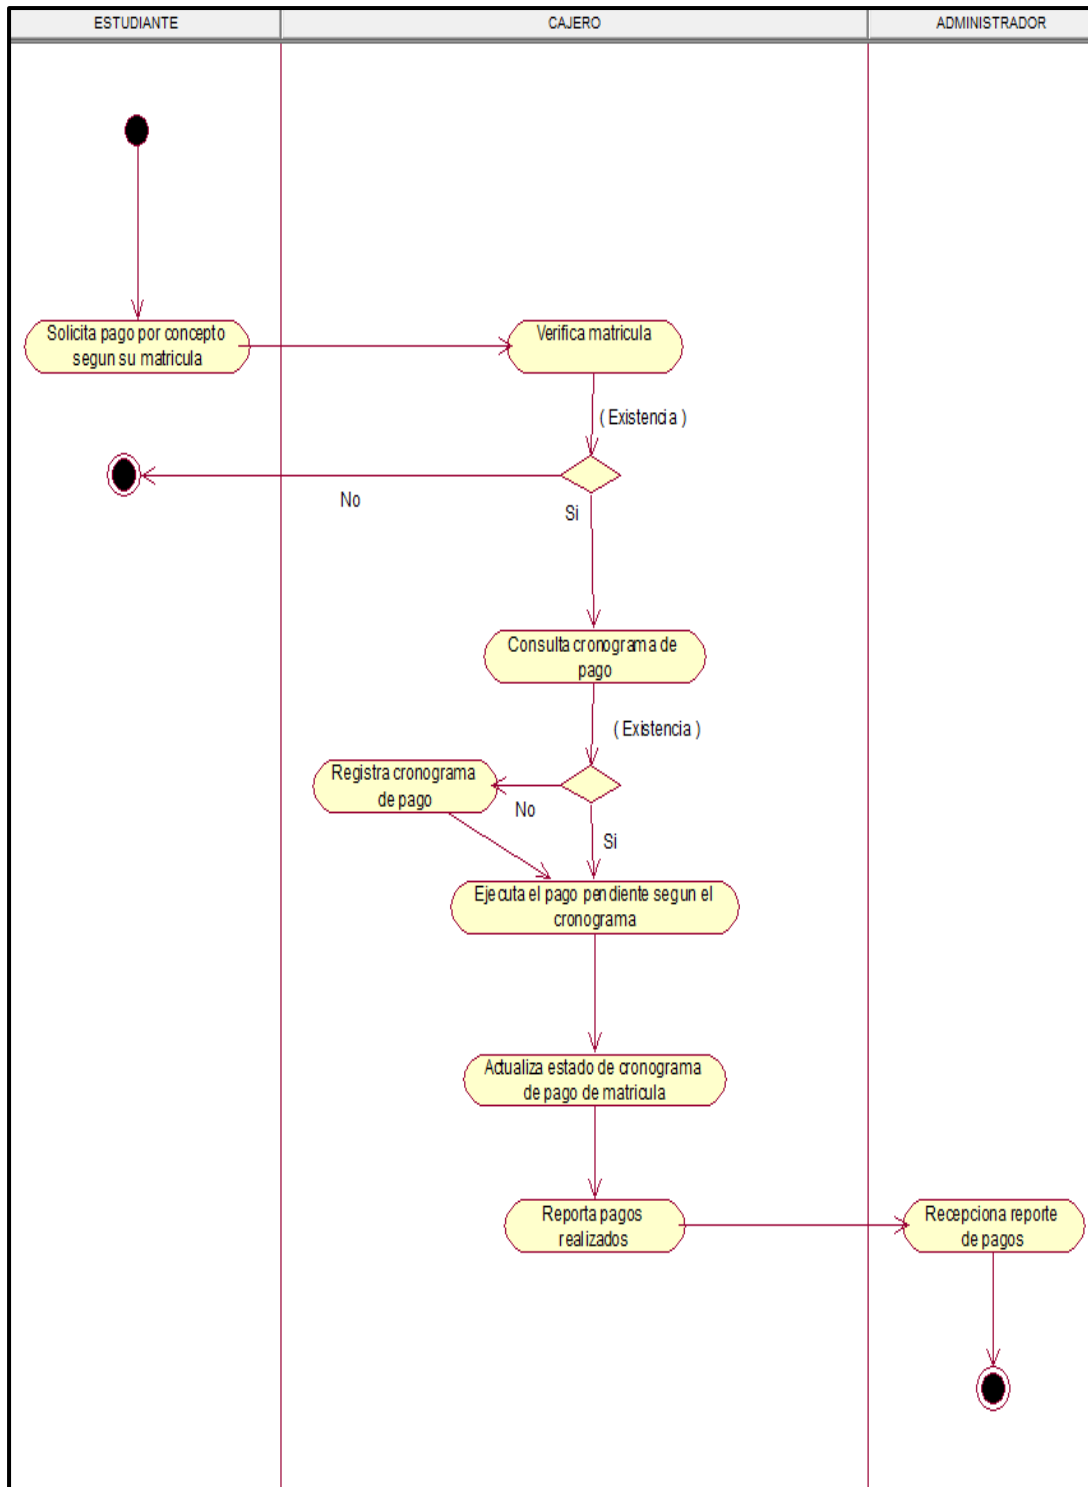 ESTUDIANTE
CAJERO
ADMINISTRADOR
Solicita pago por concepto
segun su matricula
Verifica matricula
( Existencia )
No
Si
Consulta cronograma de
pago
( Existencia )
Registra cronograma
de pago
No
Si
Ejecuta el pago pendiente segun el
cronograma
Actualiza estado de cronograma
de pago de matricula
Reporta pagos
realizados
Recepciona reporte
de pagos